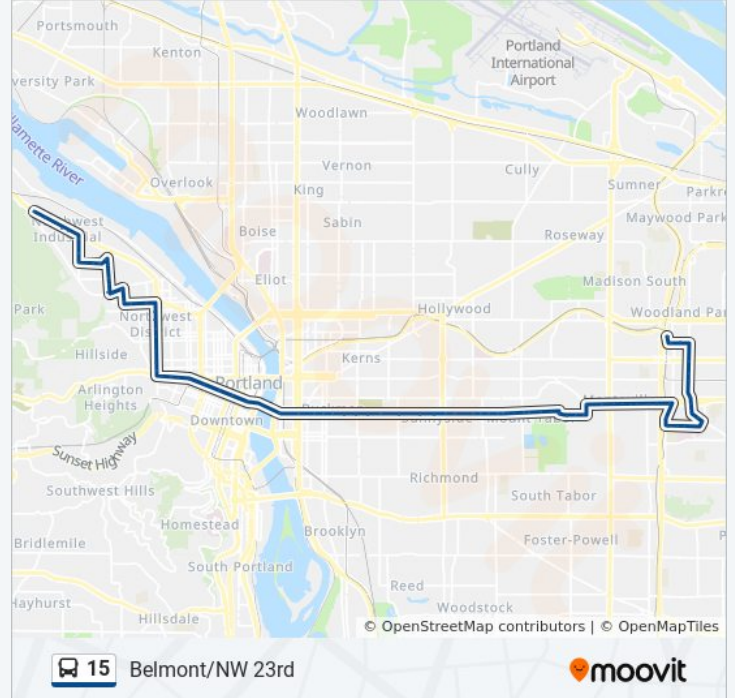 Portsmouth
Kenton
Portland
International
Airport
versity Park
Woodlawn
llamette River
Vernon
Cully
Overlook
King
Sumner
Parkr
Maywood Park
Northwest
Industrial
Boise
Sabin
Roseway
Eliot
Madison South
Park
Northwest
District
Hollywood
Woodland Par
Hillside
Kerns
Arlington
Heights
Portland
Downtown
Sunset Highway
Richmond
Southwest Hills
South Tabor
Homestead
Brooklyn
Foster-Powell
Bridlemile
P
South Portland
Reed
Hayhurst
Woodstock
Hillsdale
© OpenStreetMap contributors | © OpenMapTiles
15 Belmont/NW 23rd
moovit